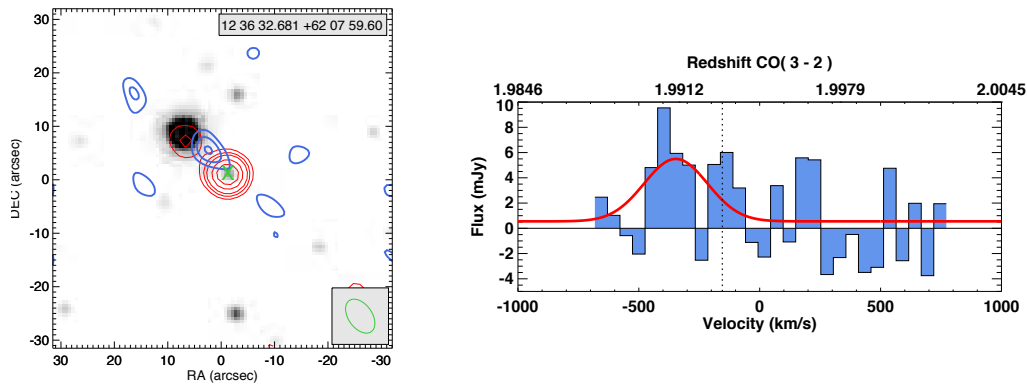 12 36 32.681 +62 07 59.60
30
20
10
0
-10
-20
-30
DEC (arcsec)
30 20 10 0 -10 -20 -30
RA (arcsec)
Redshift CO( 3 - 2 )
1.9846 1.9912 1.9979 2.0045
10
8
6
4
2
0
-2
-4
Flux (mJy)
-1000 -500 0 500 1000
Velocity (km/s)